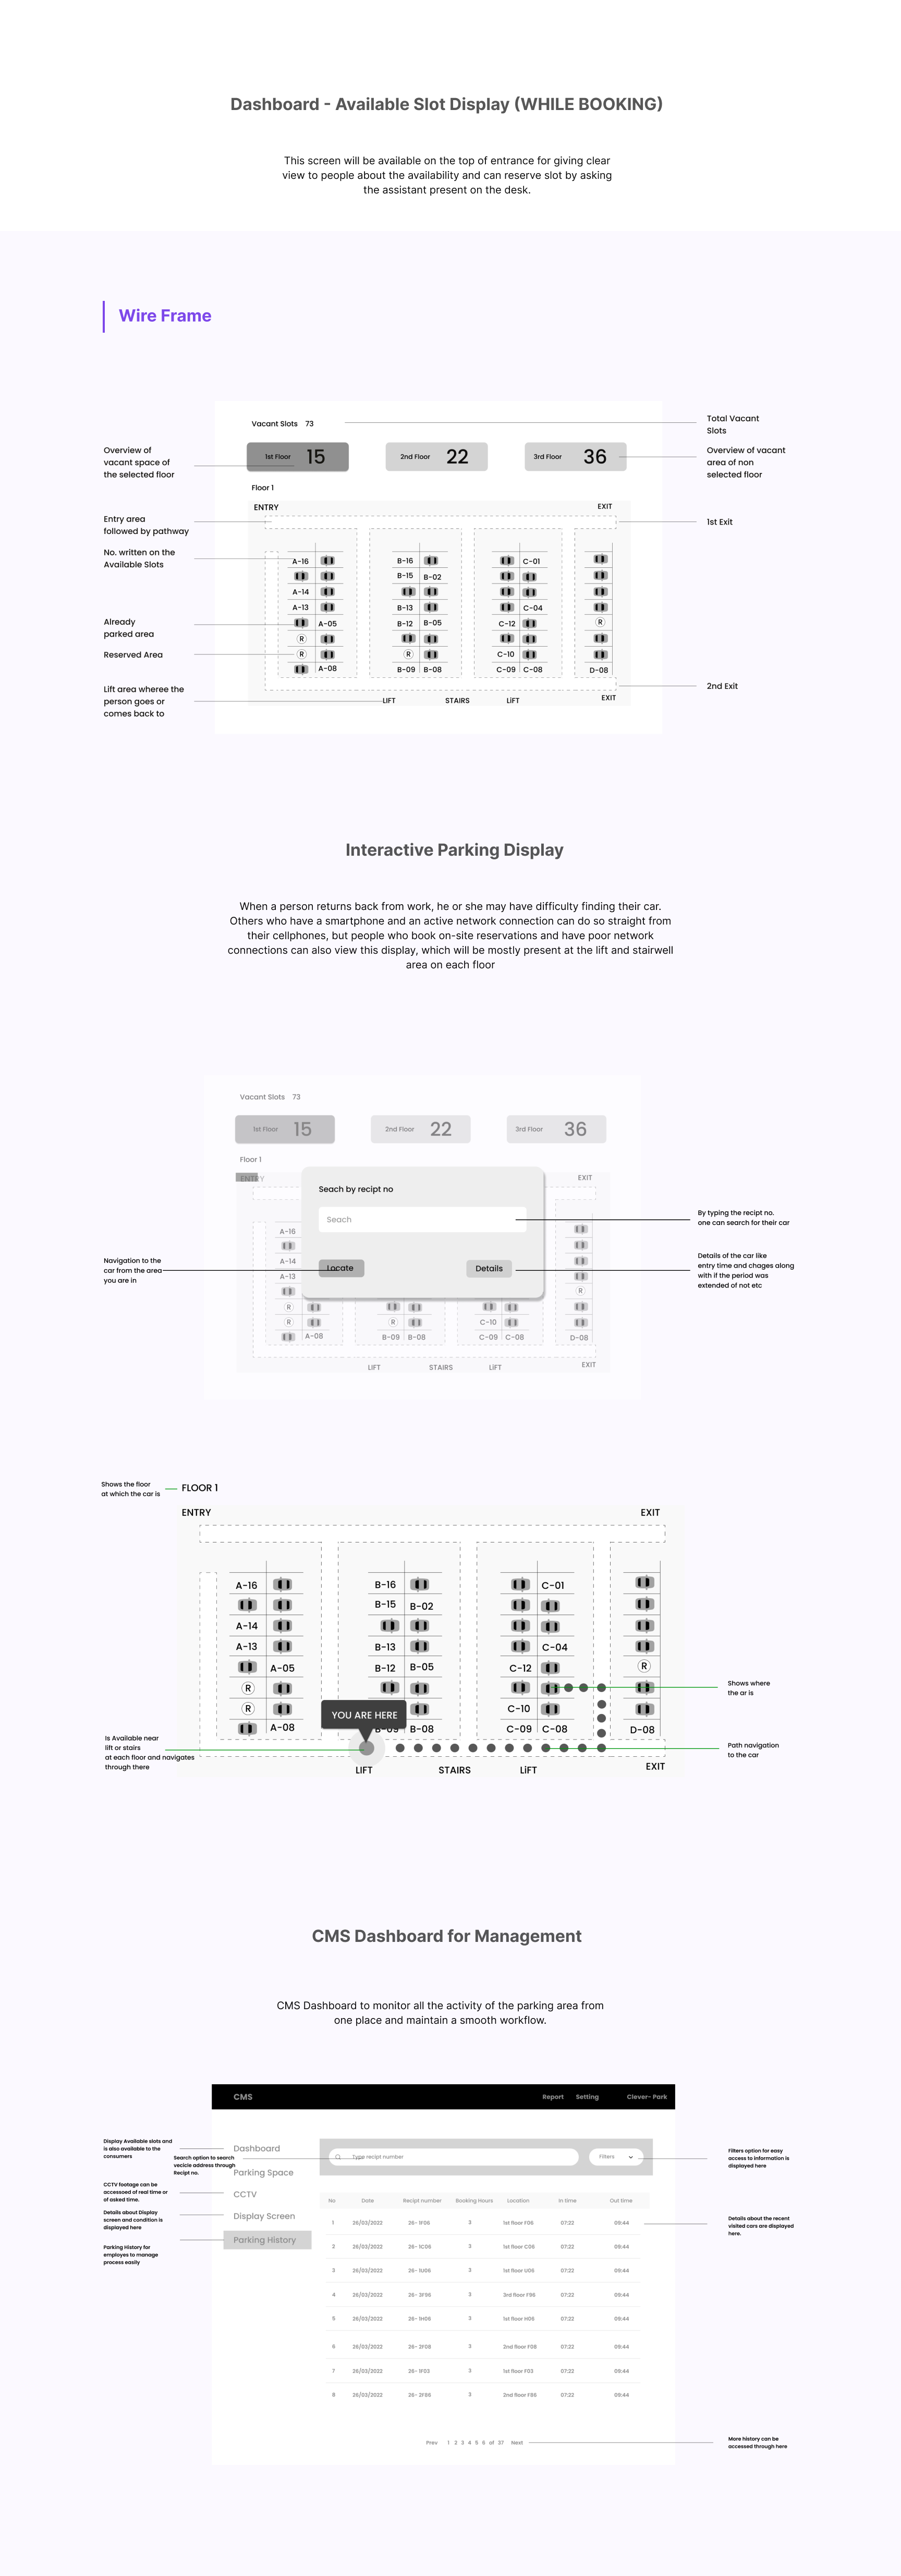 Dashboard - Available Slot Display (WHILE BOOKING)
This screen will be available on the top of entrance for giving clear
view to people about the availability and can reserve slot by asking
the assistant present on the desk.
Wire Frame
Vacant Slots 73
Total Vacant
Slots
Overview of
vacant space of
the selected floor
1st Floor 15
2nd Floor 22
3rd Floor 36
Overview of vacant
area of non
selected floor
Floor 1
ENTRY
EXIT
Entry area
followed by pathway
1st Exit
No. written on the
Available Slots
A-16 B-16 C-01
B-15 B-02
A-14
A-13 B-13 C-04
Already
parked area
A-05 B-12 B-05 C-12 R
R
Reserved Area
R R C-10
A-08 B-09 B-08 C-09 C-08 D-08
Lift area wheree the
person goes or
comes back to
2nd Exit
LIFT STAIRS LiFT EXIT
Interactive Parking Display
When a person returns back from work, he or she may have difficulty finding their car.
Others who have a smartphone and an active network connection can do so straight from
their cellphones, but people who book on-site reservations and have poor network
connections can also view this display, which will be mostly present at the lift and stairwell
area on each floor
Vacant Slots 73
1st Floor 15
2nd Floor 22
3rd Floor 36
Floor 1
ENTRY
EXIT
Seach by recipt no
Seach
By typing the recipt no.
one can search for their car
A-16
A-14
A-13
Navigation to the
car from the area
you are in
Locate
Details
Details of the car like
entry time and chages along
with if the period was
extended of not etc
R
R
R R C-10
A-08 B-09 B-08 C-09 C-08 D-08
LIFT STAIRS LiFT EXIT
Shows the floor
at which the car is
FLOOR 1
ENTRY
EXIT
A-16 B-16 C-01
B-15 B-02
A-14
A-13 B-13 C-04
A-05 B-12 B-05 C-12 R
R
Shows where
the ar is
R C-10
YOU ARE HERE
A-08 B-09 B-08 C-09 C-08 D-08
Is Available near
lift or stairs
at each floor and navigates
through there
Path navigation
to the car
LIFT STAIRS LiFT EXIT
CMS Dashboard for Management
CMS Dashboard to monitor all the activity of the parking area from
one place and maintain a smooth workflow.
CMS Report Setting Clever- Park
Display Available slots and
is also available to the
consumers
Search option to search
vecicle address through
Recipt no.
CCTV footage can be
accessoed of real time or
of asked time.
Details about Display
screen and condition is
displayed here
Parking History for
employes to manage
process easily
Dashboard
Parking Space
CCTV
Display Screen
Parking History
Type recipt number
Filters
Filters option for easy
access to information is
displayed here
No Date Recipt number Booking Hours Location In time Out time
1 26/03/2022 26- 1F06 3 1st floor F06 07:22 09:44
2 26/03/2022 26- 1C06 3 1st floor C06 07:22 09:44
3 26/03/2022 26- 1U06 3 1st floor U06 07:22 09:44
4 26/03/2022 26- 3F96 3 3rd floor F96 07:22 09:44
5 26/03/2022 26- 1H06 3 1st floor H06 07:22 09:44
6 26/03/2022 26- 2F08 3 2nd floor F08 07:22 09:44
7 26/03/2022 26- 1F03 3 1st floor F03 07:22 09:44
8 26/03/2022 26- 2F86 3 2nd floor F86 07:22 09:44
Details about the recent
visited cars are displayed
here.
Prev 1 2 3 4 5 6 of 37 Next
More history can be
accessed through here